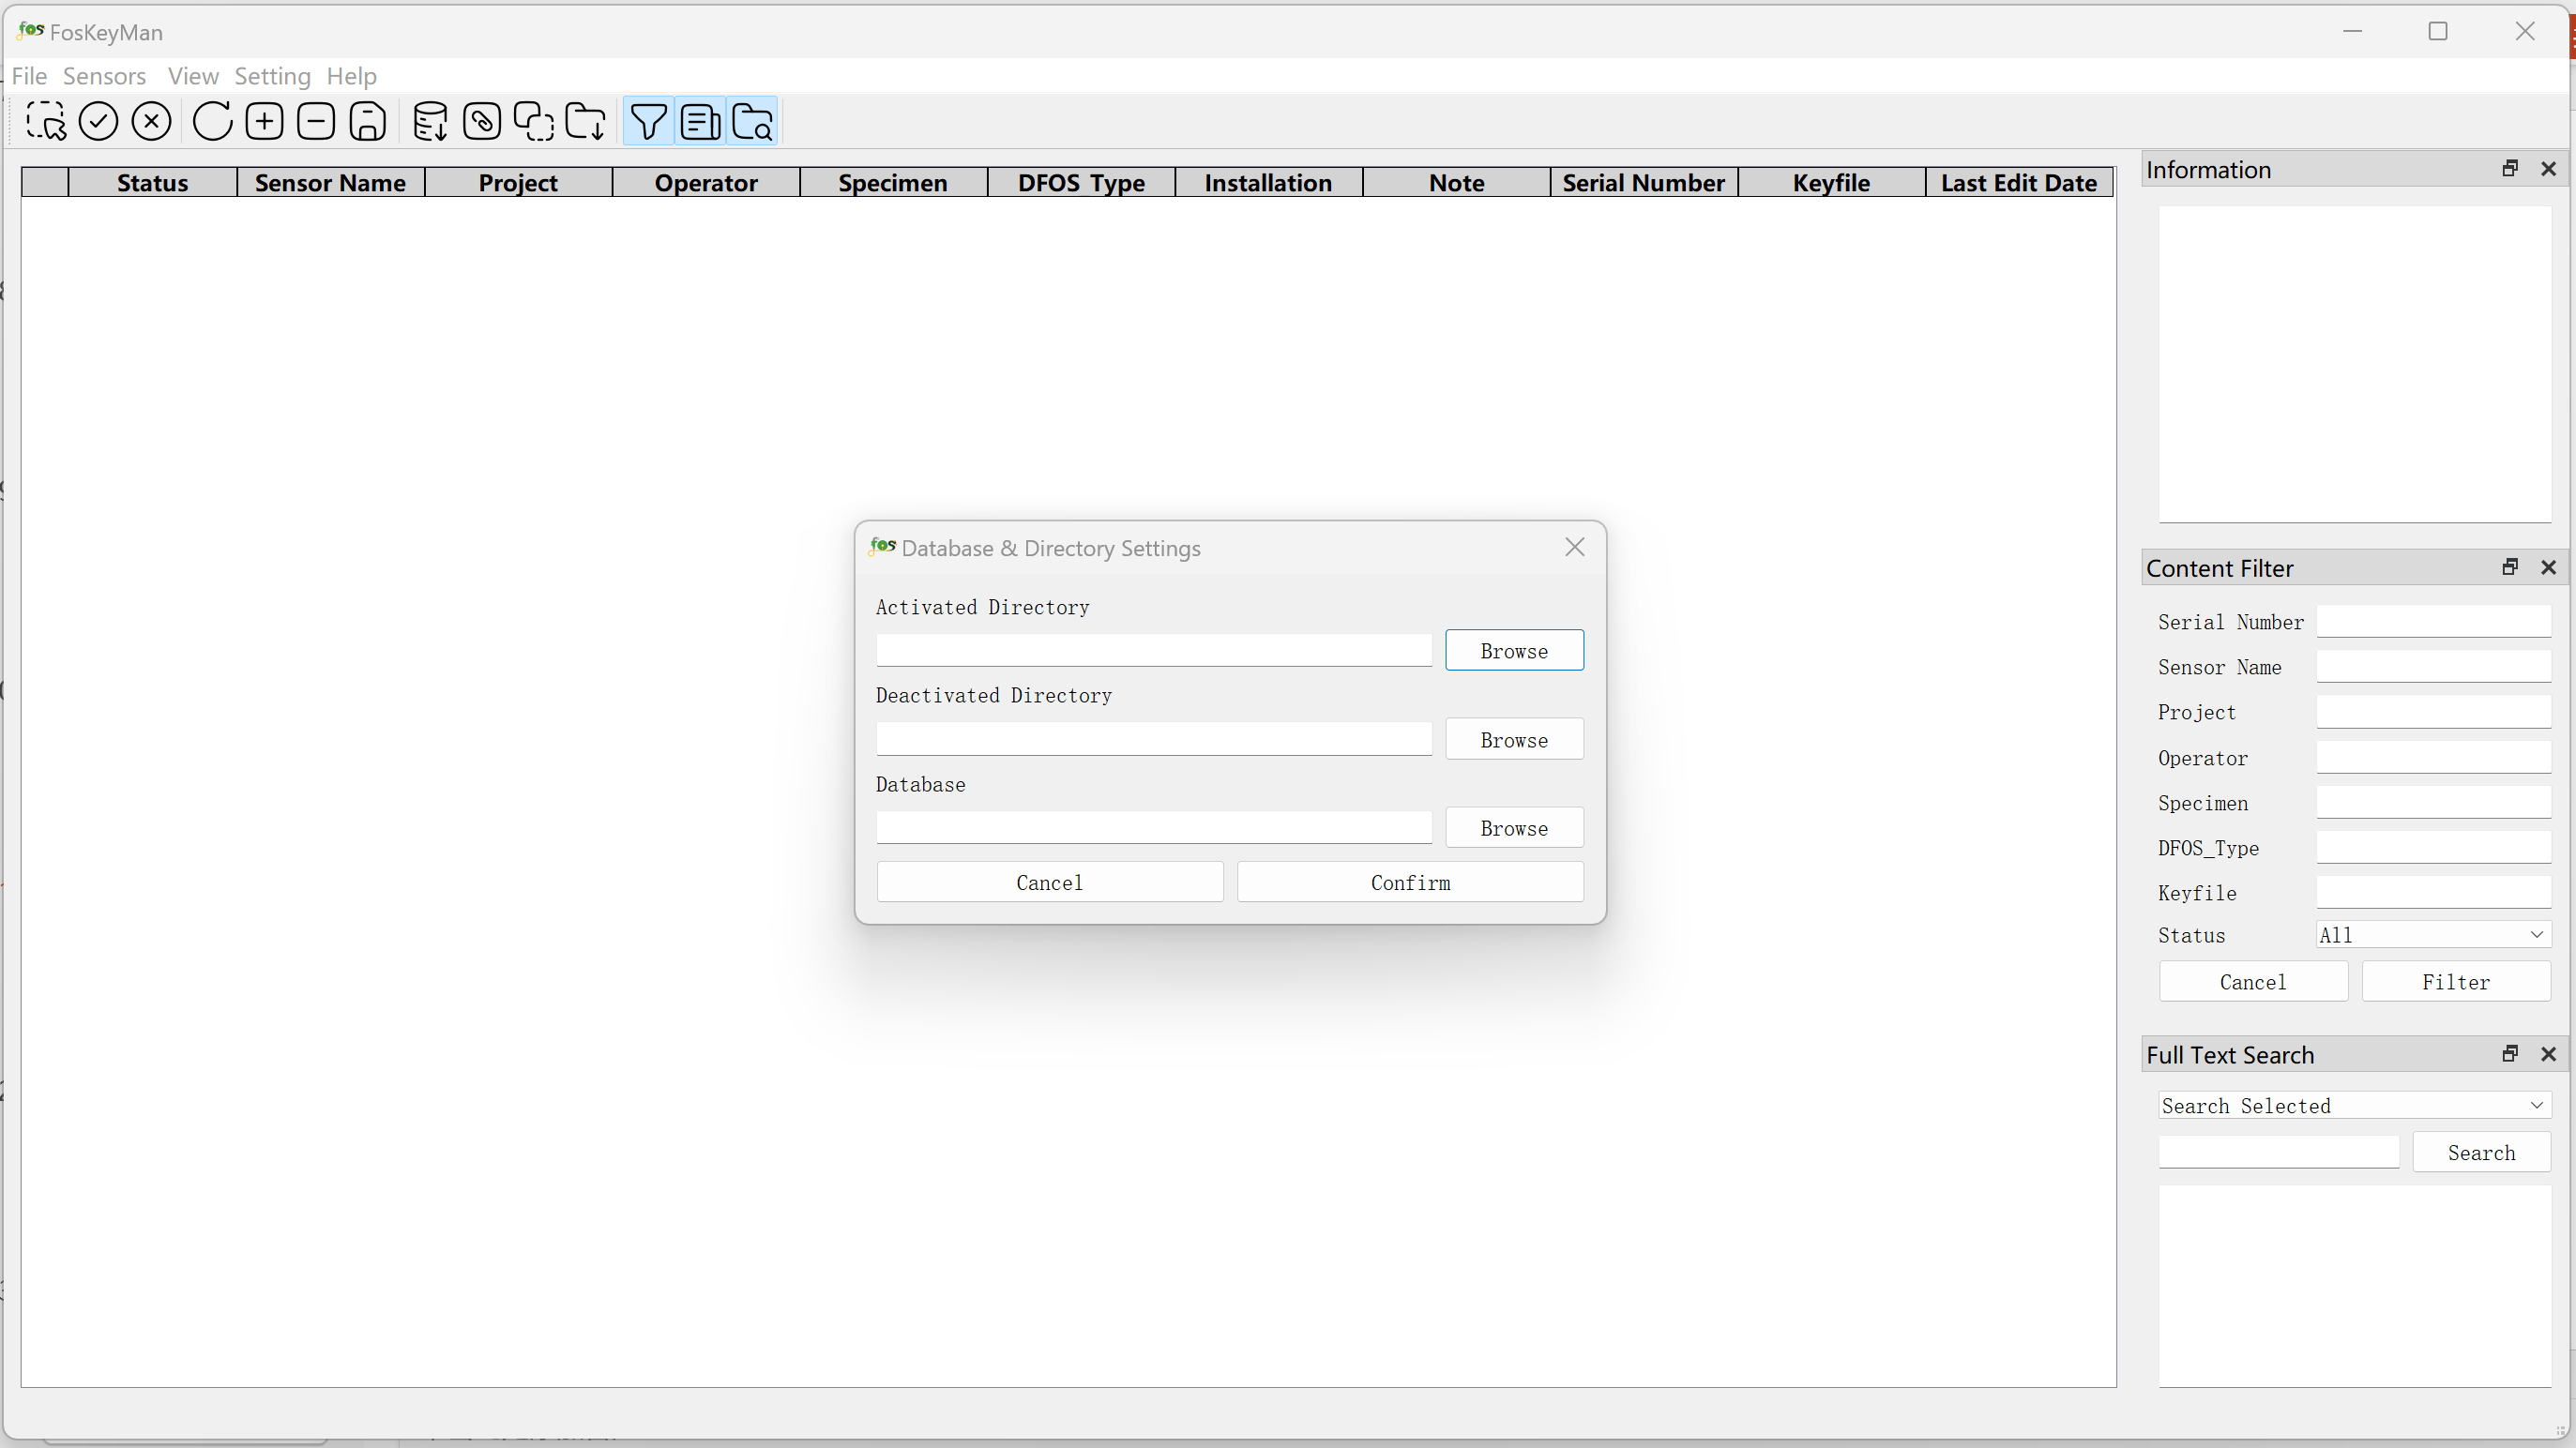 fos FosKeyMan
File Sensors View Setting Help
Status Sensor Name Project Operator Specimen DFOS_Type Installation Note Serial Number Keyfile Last Edit Date
Information
fos Database & Directory Settings
Activated Directory
Browse
Deactivated Directory
Browse
Database
Browse
Cancel Confirm
Content Filter
Serial Number
Sensor Name
Project
Operator
Specimen
DFOS_Type
Keyfile
Status All
Cancel Filter
Full Text Search
Search Selected
Search